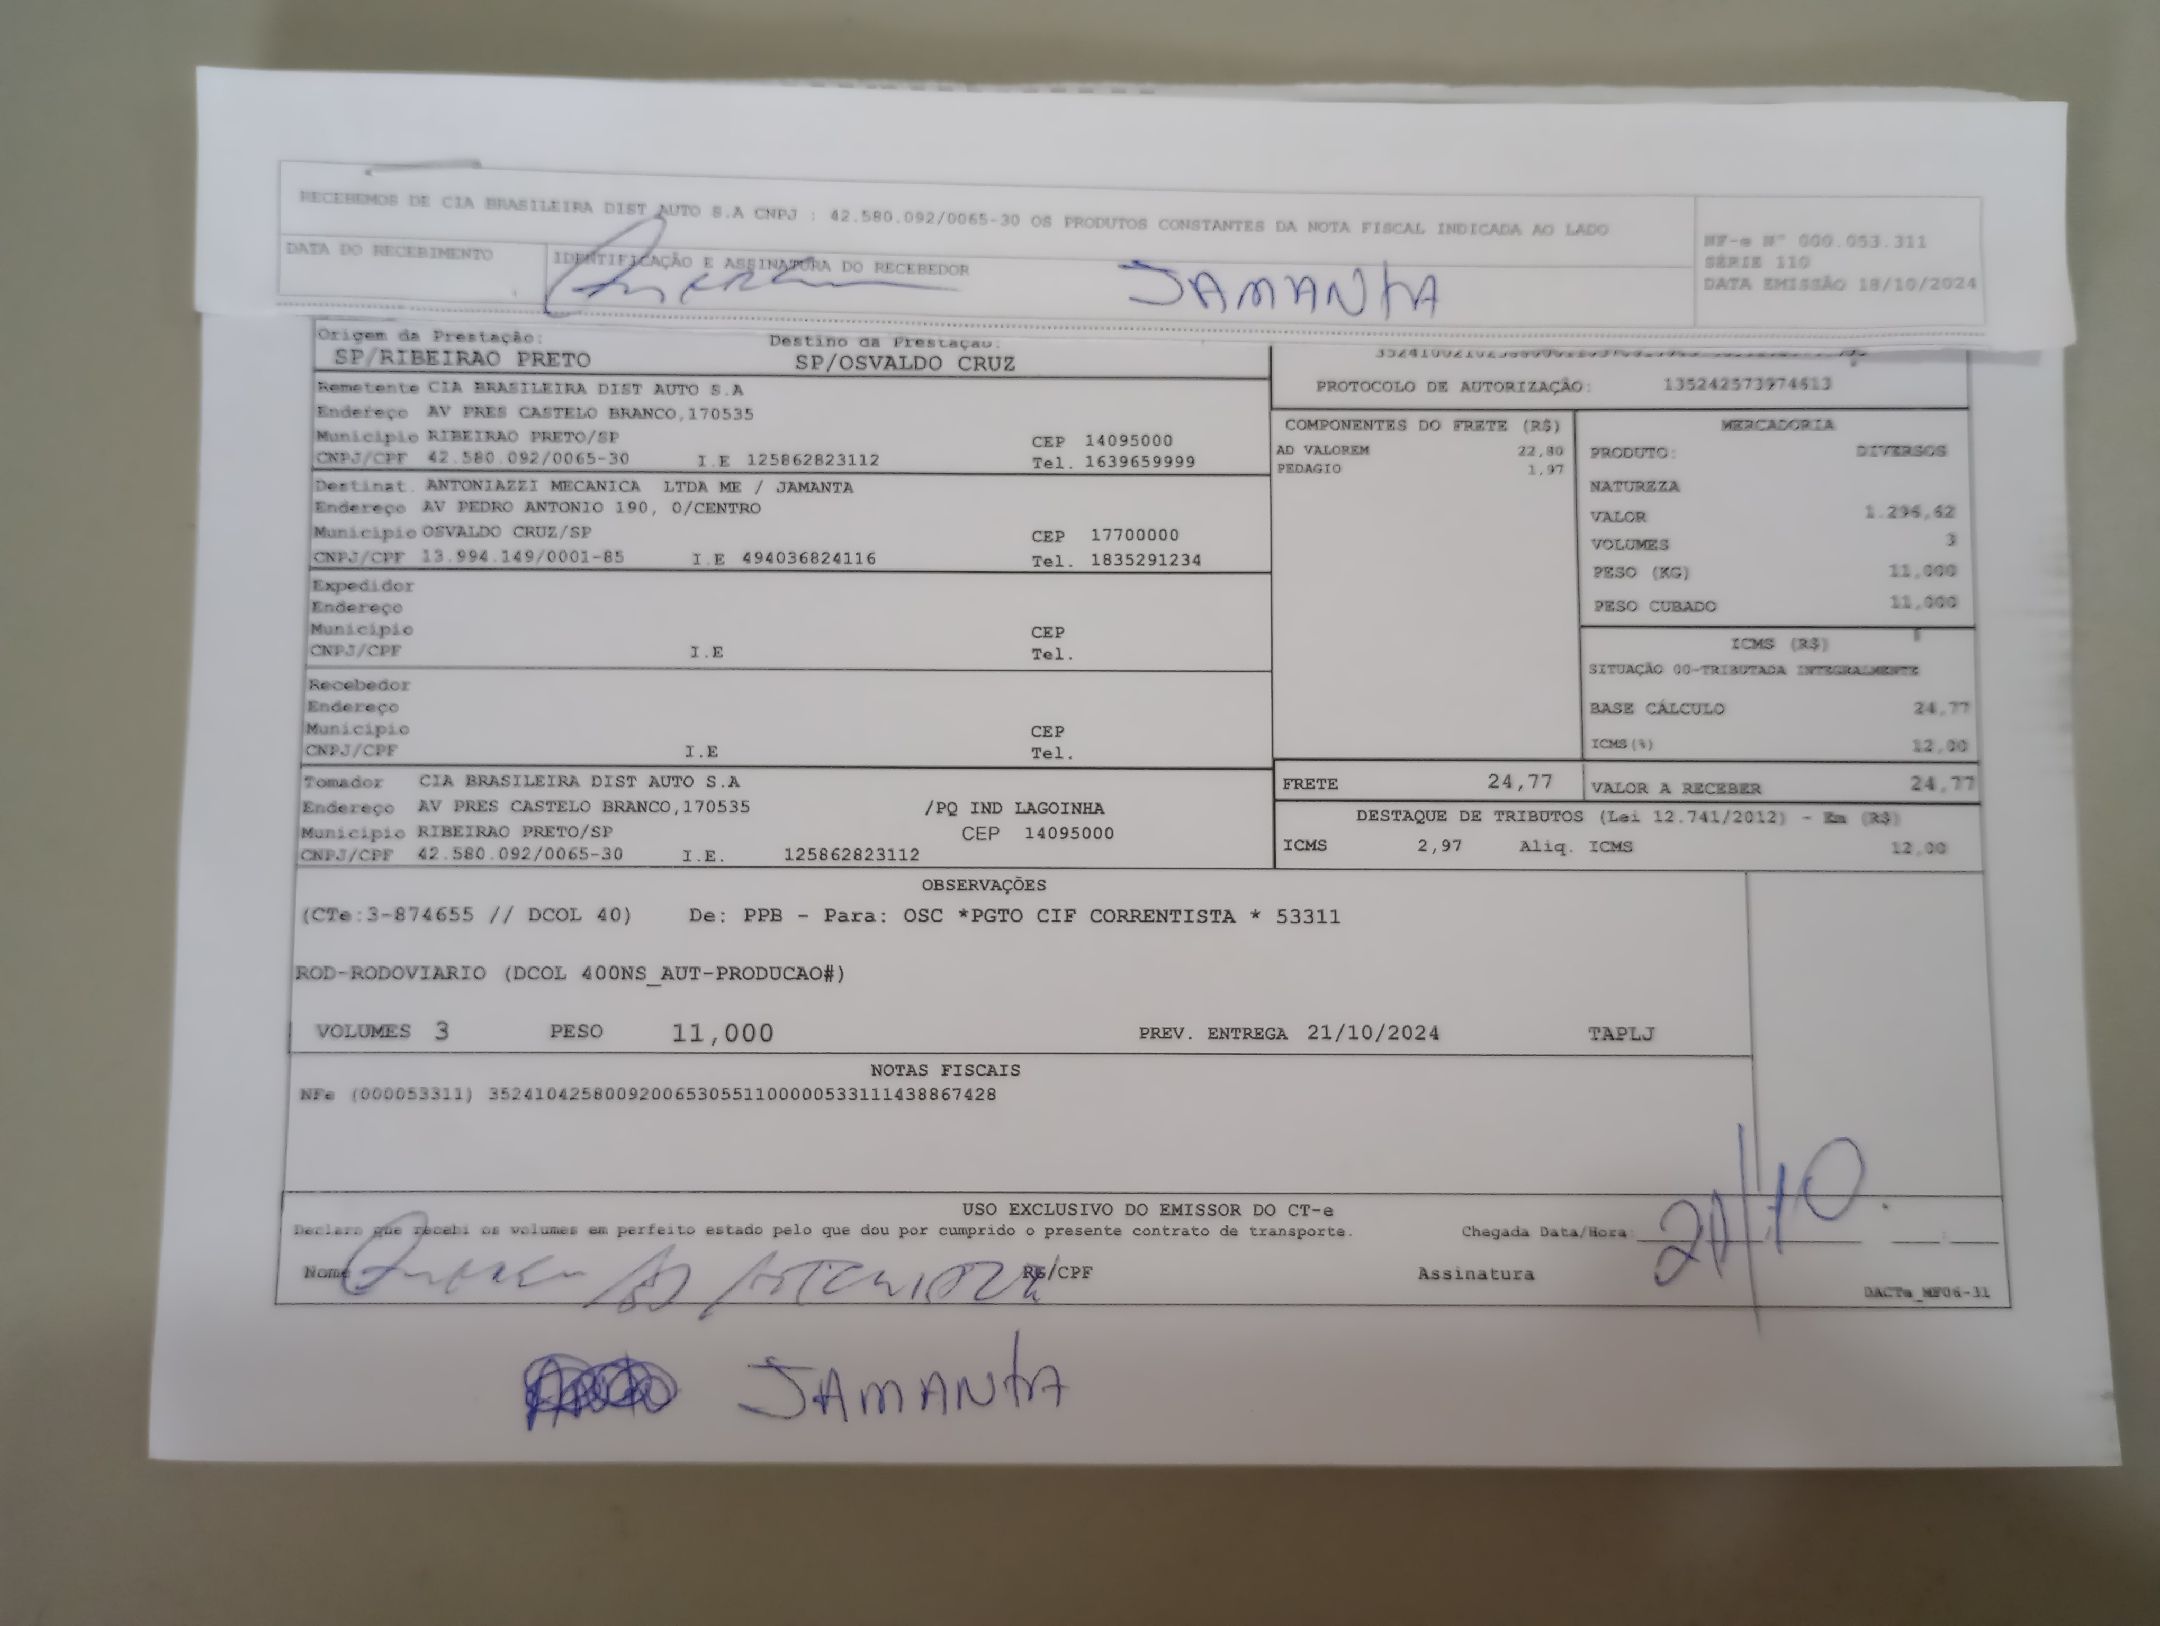 RECEBEMOS DE CIA BRASILEIRA DIST AUTO S.A CNPJ : 42.580.092/0065-30 OS PRODUTOS CONSTANTES DA NOTA FISCAL INDICADA AO LADO
NF-e Nº 000.053.311
SÉRIE 110
DATA EMISSÃO 18/10/2024
DATA DO RECEBIMENTO
IDENTIFICAÇÃO E ASSINATURA DO RECEBEDOR
JAMANTA
Origem da Prestação:
SP/RIBEIRAO PRETO
Destino da Prestação:
SP/OSVALDO CRUZ
Remetente CIA BRASILEIRA DIST AUTO S.A
Endereço AV PRES CASTELO BRANCO,170535
Município RIBEIRAO PRETO/SP CEP 14095000
CNPJ/CPF 42.580.092/0065-30 I.E 125862823112 Tel. 1639659999
Destinat. ANTONIAZZI MECANICA LTDA ME / JAMANTA
Endereço AV PEDRO ANTONIO 190, 0/CENTRO
Município OSVALDO CRUZ/SP CEP 17700000
CNPJ/CPF 13.994.149/0001-85 I.E 494036824116 Tel. 1835291234
Expedidor
Endereço
Município CEP
CNPJ/CPF I.E Tel.
Recebedor
Endereço
Município CEP
CNPJ/CPF I.E Tel.
Tomador CIA BRASILEIRA DIST AUTO S.A
Endereço AV PRES CASTELO BRANCO,170535 /PQ IND LAGOINHA
Município RIBEIRAO PRETO/SP CEP 14095000
CNPJ/CPF 42.580.092/0065-30 I.E. 125862823112
PROTOCOLO DE AUTORIZAÇÃO: 135242573974613
COMPONENTES DO FRETE (R$)
AD VALOREM 22,80
PEDAGIO 1,97
MERCADORIA
PRODUTO: DIVERSOS
NATUREZA
VALOR 1.296,62
VOLUMES 3
PESO (KG) 11,000
PESO CUBADO 11,000
ICMS (R$)
SITUAÇÃO 00-TRIBUTADA INTEGRALMENTE
BASE CÁLCULO 24,77
ICMS(%) 12,00
FRETE 24,77 VALOR A RECEBER 24,77
DESTAQUE DE TRIBUTOS (Lei 12.741/2012) - Em (R$)
ICMS 2,97 Aliq. ICMS 12,00
OBSERVAÇÕES
(CTe:3-874655 // DCOL 40) De: PPB - Para: OSC *PGTO CIF CORRENTISTA * 53311
ROD-RODOVIARIO (DCOL 400NS_AUT-PRODUCAO#)
VOLUMES 3 PESO 11,000 PREV. ENTREGA 21/10/2024 TAPLJ
NOTAS FISCAIS
NFe (000053311) 35241042580092006530551100000533111438867428
USO EXCLUSIVO DO EMISSOR DO CT-e
Declaro que recebi os volumes em perfeito estado pelo que dou por cumprido o presente contrato de transporte. Chegada Data/Hora:
Nome RG/CPF Assinatura
DACTe_MF06-31
JAMANTA